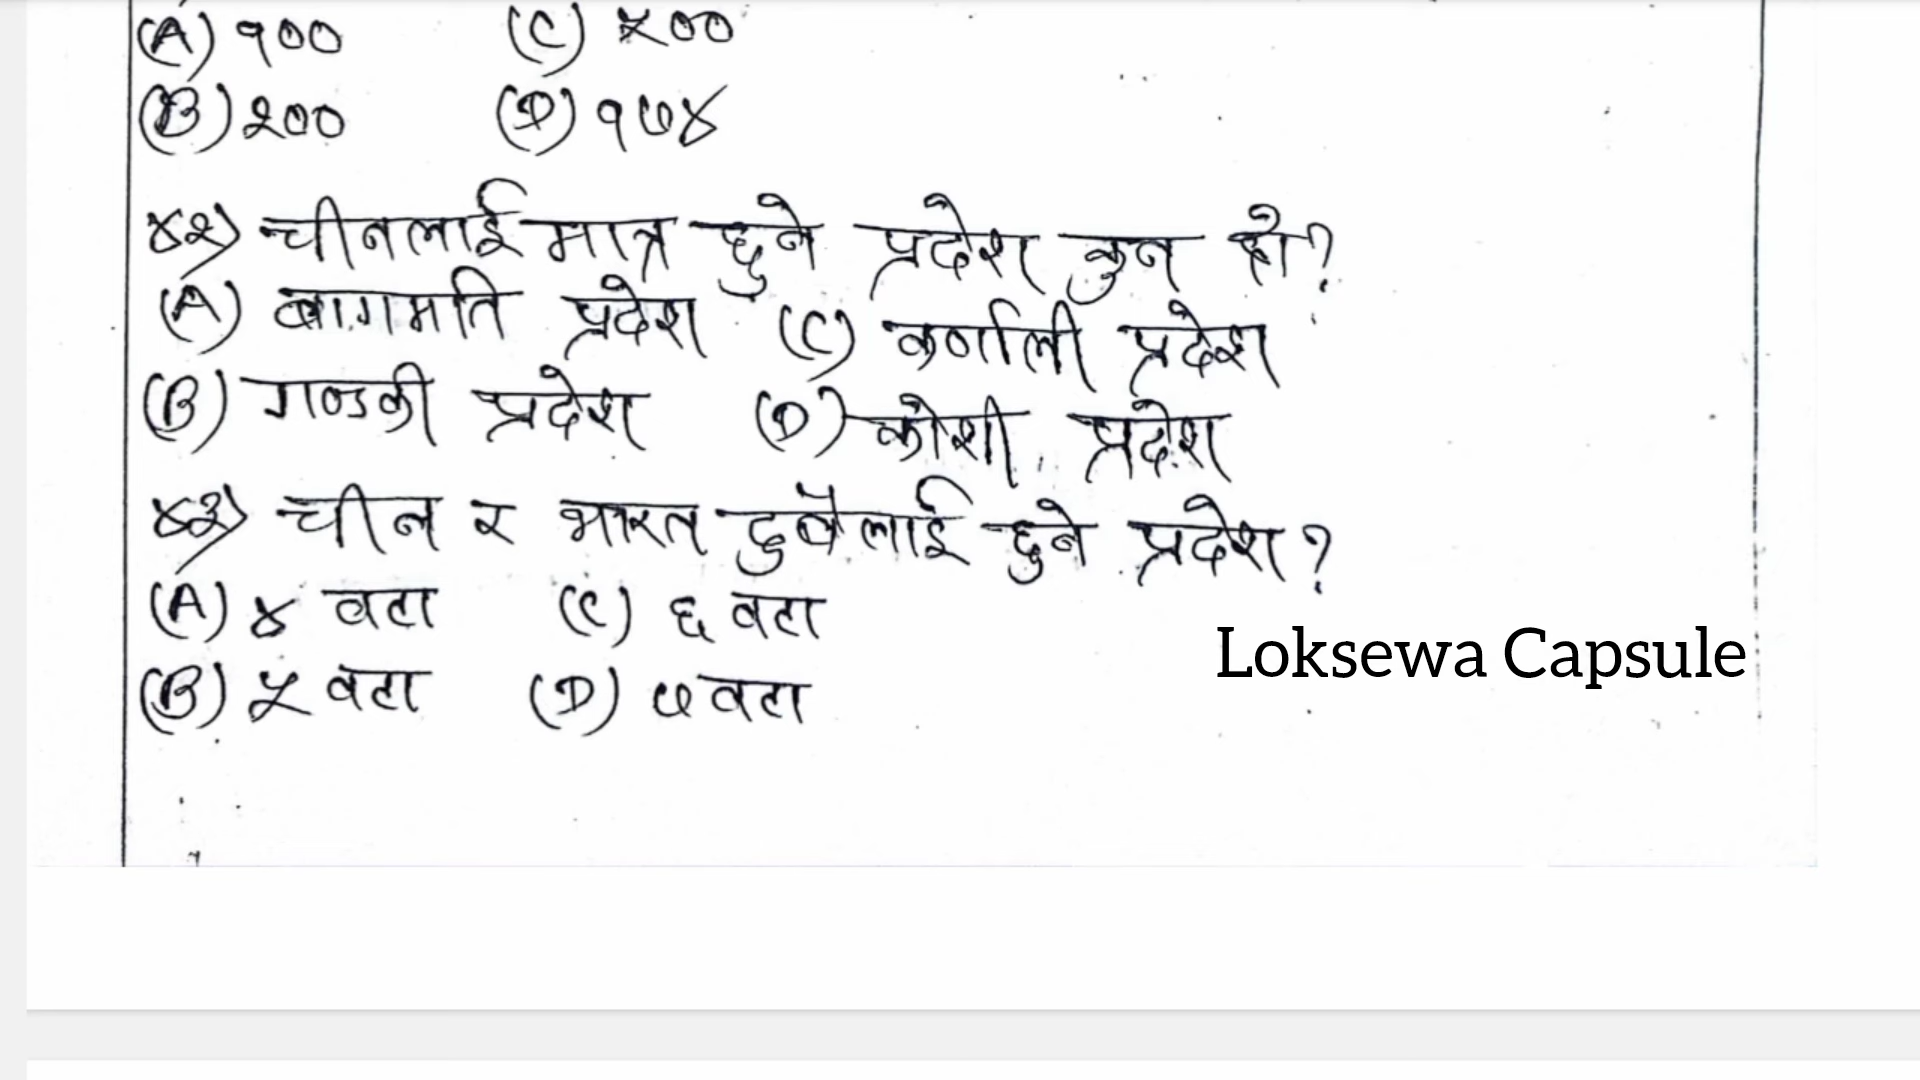 (A) १०० (C) ५००
(B) २०० (D) १७४
४२) चीनलाई मात्र छुने प्रदेश कुन हो?
(A) बागमति प्रदेश (C) कर्णाली प्रदेश
(B) गण्डकी प्रदेश (D) कोशी प्रदेश
४३) चीन र भारत दुबैलाई छुने प्रदेश?
(A) ४ वटा (C) ६ वटा
Loksewa Capsule
(B) ५ वटा (D) ७ वटा